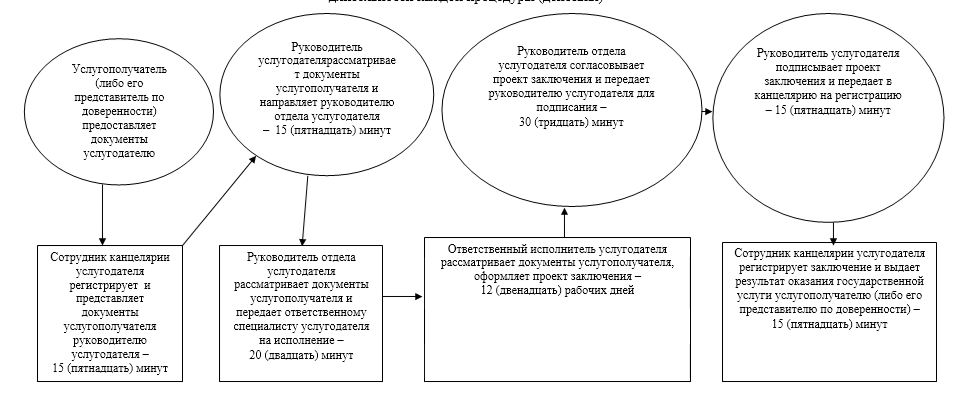 Услугополучатель
(либо его
представитель по
доверенности)
предоставляет
документы
услугодателю
Сотрудник канцелярии
услугодателя
регистрирует и
представляет
документы
услугополучателя
руководителю
услугодателя –
15 (пятнадцать) минут
Руководитель
услугодателярассматривае
т документы
услугополучателя и
направляет руководителю
отдела услугодателя
– 15 (пятнадцать) минут
Руководитель отдела
услугодателя
рассматривает документы
услугополучателя и
передает ответственному
специалисту услугодателя
на исполнение –
20 (двадцать) минут
Ответственный исполнитель услугодателя
рассматривает документы услугополучателя,
оформляет проект заключения –
12 (двенадцать) рабочих дней
Руководитель отдела
услугодателя согласовывает
проект заключения и передает
руководителю услугодателя для
подписания –
30 (тридцать) минут
Руководитель услугодателя
подписывает проект
заключения и передает в
канцелярию на регистрацию
– 15 (пятнадцать) минут
Сотрудник канцелярии услугодателя
регистрирует заключение и выдает
результат оказания государственной
услуги услугополучателю (либо его
представителю по доверенности) –
15 (пятнадцать) минут